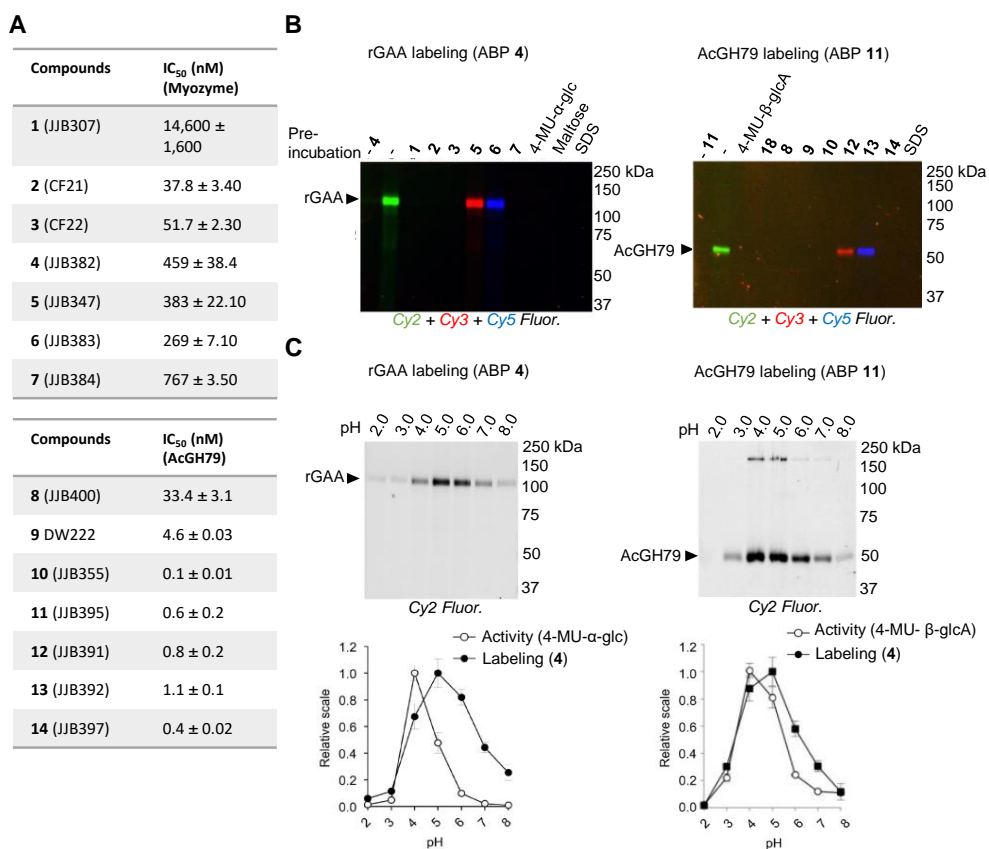 A
Compounds IC50 (nM)
(Myozyme)
1 (JJB307) 14,600 ±
1,600
2 (CF21) 37.8 ± 3.40
3 (CF22) 51.7 ± 2.30
4 (JJB382) 459 ± 38.4
5 (JJB347) 383 ± 22.10
6 (JJB383) 269 ± 7.10
7 (JJB384) 767 ± 3.50
Compounds IC50 (nM)
(AcGH79)
8 (JJB400) 33.4 ± 3.1
9 DW222 4.6 ± 0.03
10 (JJB355) 0.1 ± 0.01
11 (JJB395) 0.6 ± 0.2
12 (JJB391) 0.8 ± 0.2
13 (JJB392) 1.1 ± 0.1
14 (JJB397) 0.4 ± 0.02
B
rGAA labeling (ABP 4)
Pre-
incubation
- 4 - 1 2 3 5 6 7 4-MU-α-glc Maltose SDS
250 kDa
150
rGAA
100
75
50
37
Cy2 + Cy3 + Cy5 Fluor.
AcGH79 labeling (ABP 11)
- 11 - 4-MU-β-glcA 18 8 9 10 12 13 14 SDS
250 kDa
150
100
75
AcGH79
50
37
Cy2 + Cy3 + Cy5 Fluor.
C
rGAA labeling (ABP 4)
pH 2.0 3.0 4.0 5.0 6.0 7.0 8.0
250 kDa
150
rGAA
100
75
50
37
Cy2 Fluor.
Activity (4-MU-α-glc)
Labeling (4)
Relative scale
1.2
1.0
0.8
0.6
0.4
0.2
0.0
2 3 4 5 6 7 8
pH
AcGH79 labeling (ABP 11)
pH 2.0 3.0 4.0 5.0 6.0 7.0 8.0
250 kDa
150
100
75
AcGH79
50
37
Cy2 Fluor.
Activity (4-MU- β-glcA)
Labeling (4)
Relative scale
1.2
1.0
0.8
0.6
0.4
0.2
0.0
2 3 4 5 6 7 8
pH